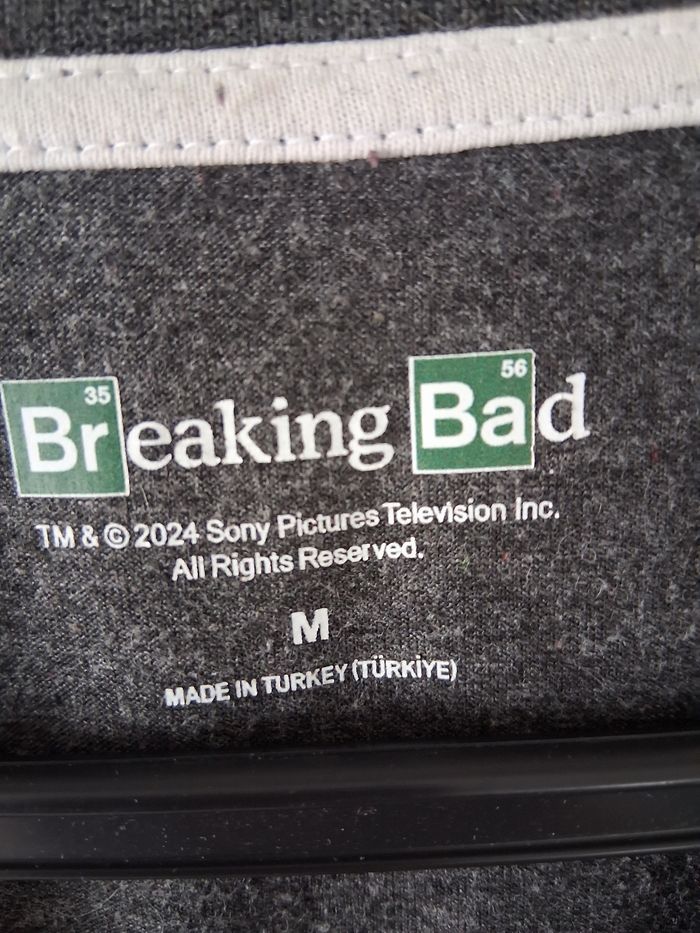 35 56
Breaking Bad
TM & © 2024 Sony Pictures Television Inc.
All Rights Reserved.
M
MADE IN TURKEY (TÜRKİYE)